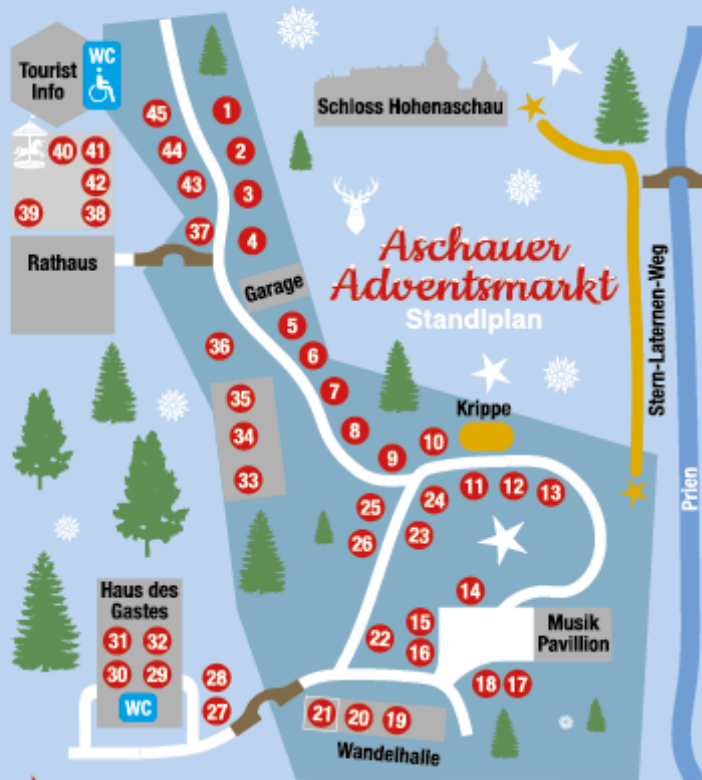 Tourist
Info
WC
Schloss Hohenaschau
45
1
44
2
40
41
43
3
42
39
38
37
4
Aschauer
Adventsmarkt
Standlplan
Rathaus
Garage
Stern-Laternen-Weg
Prien
5
36
6
7
35
8
34
Krippe
10
9
33
11
12
13
24
25
23
26
Haus des
Gastes
14
15
Musik
Pavillion
31
32
22
16
30
29
28
18
17
WC
27
21
20
19
Wandelhalle